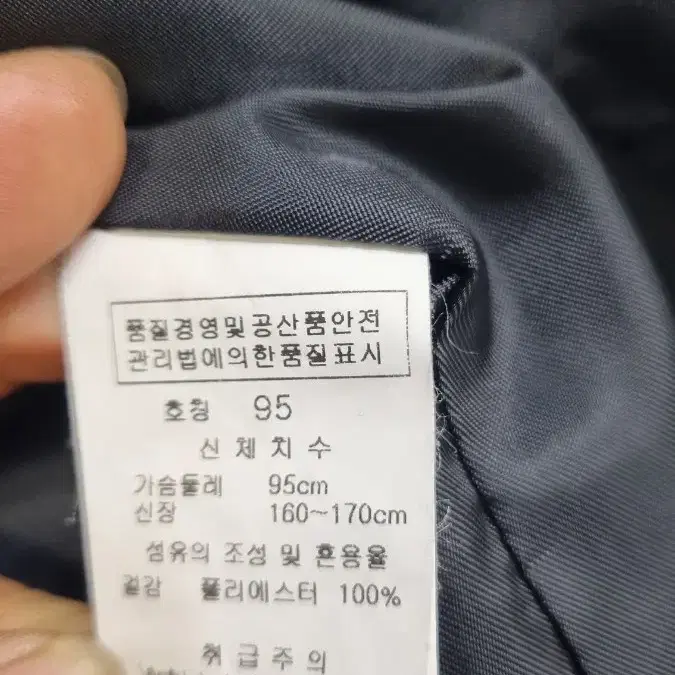 품질경영및공산품안전
관리법에의한품질표시
호칭 95
신체치수
가슴둘레 95cm
신장 160~170cm
섬유의 조성 및 혼용율
겉감 폴리에스터 100%
취급주의